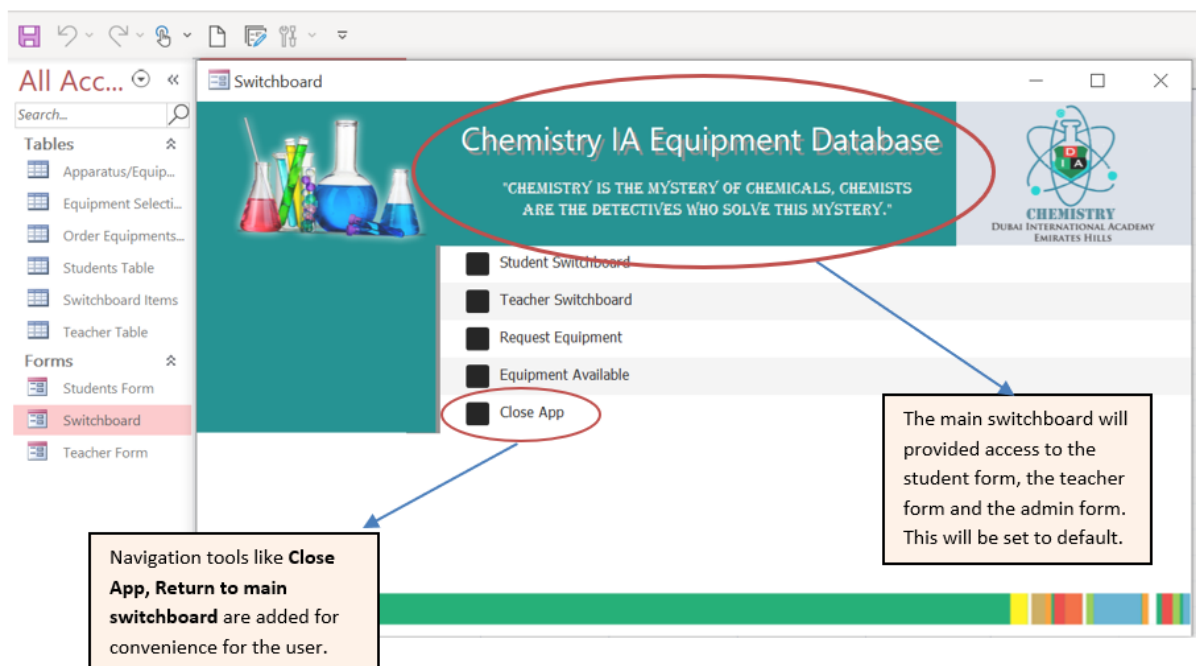 All Acc...
Switchboard
Search...
Tables
Apparatus/Equip...
Equipment Selecti...
Order Equipments...
Students Table
Switchboard Items
Teacher Table
Forms
Students Form
Switchboard
Teacher Form
Chemistry IA Equipment Database
"CHEMISTRY IS THE MYSTERY OF CHEMICALS, CHEMISTS
ARE THE DETECTIVES WHO SOLVE THIS MYSTERY."
D
I A
CHEMISTRY
DUBAI INTERNATIONAL ACADEMY
EMIRATES HILLS
Student Switchboard
Teacher Switchboard
Request Equipment
Equipment Available
Close App
The main switchboard will
provided access to the
student form, the teacher
form and the admin form.
This will be set to default.
Navigation tools like Close
App, Return to main
switchboard are added for
convenience for the user.